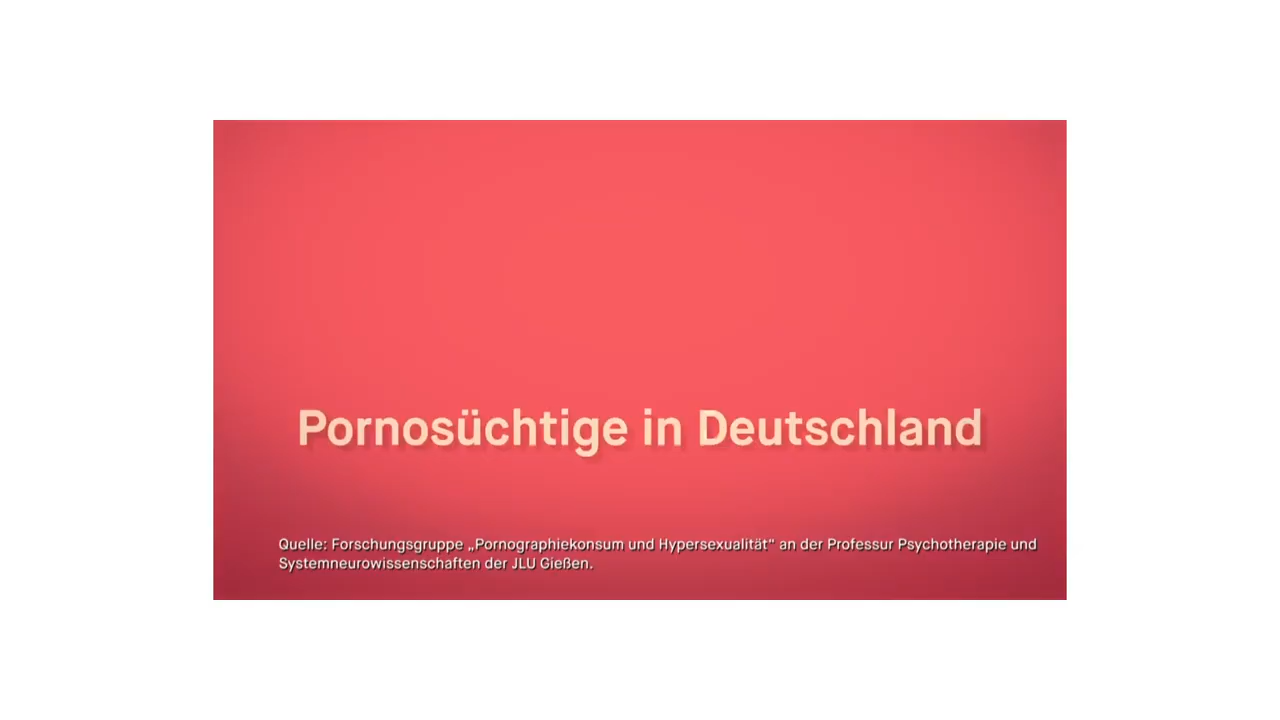 Pornosüchtige in Deutschland
Quelle: Forschungsgruppe „Pornographiekonsum und Hypersexualität“ an der Professur Psychotherapie und
Systemneurowissenschaften der JLU Gießen.